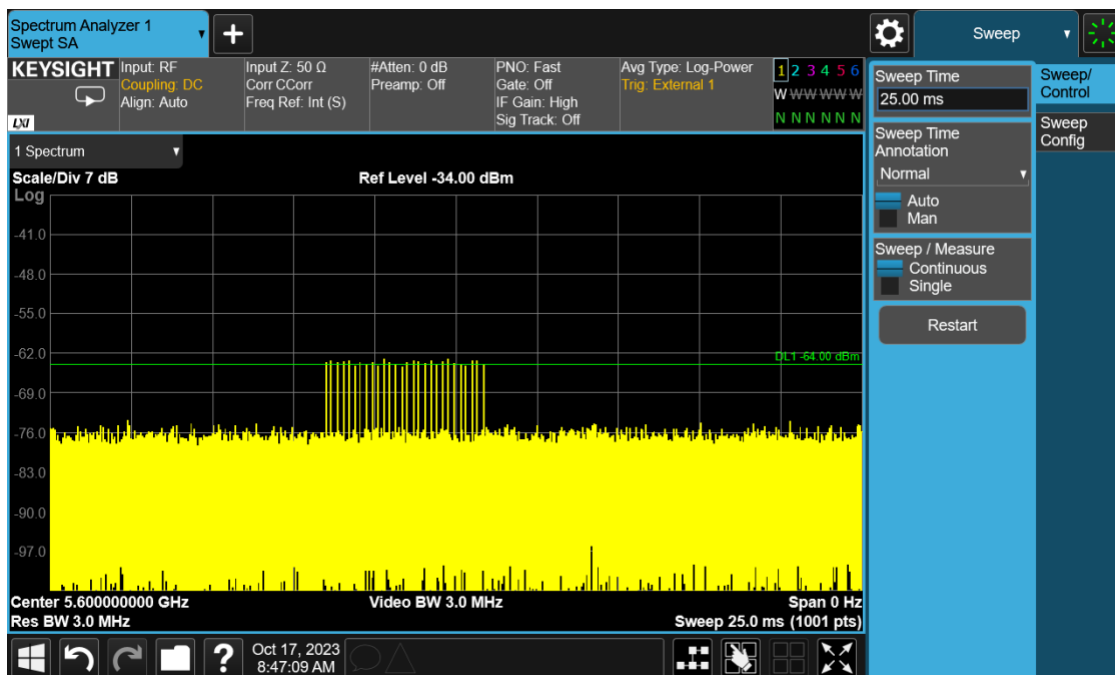 Spectrum Analyzer 1
Swept SA
+
Sweep
KEYSIGHT
LXI
Input: RF
Coupling: DC
Align: Auto
Input Z: 50 Ω
Corr CCorr
Freq Ref: Int (S)
#Atten: 0 dB
Preamp: Off
PNO: Fast
Gate: Off
IF Gain: High
Sig Track: Off
Avg Type: Log-Power
Trig: External 1
1 2 3 4 5 6
W W W W W W
N N N N N N
1 Spectrum
Scale/Div 7 dB
Ref Level -34.00 dBm
Log
-41.0
-48.0
-55.0
-62.0
-69.0
-76.0
-83.0
-90.0
-97.0
DL1 -64.00 dBm
Center 5.600000000 GHz
Video BW 3.0 MHz
Span 0 Hz
Res BW 3.0 MHz
Sweep 25.0 ms (1001 pts)
Sweep Time
25.00 ms
Sweep Time
Annotation
Normal
Auto
Man
Sweep / Measure
Continuous
Single
Restart
Sweep/
Control
Sweep
Config
?
Oct 17, 2023
8:47:09 AM